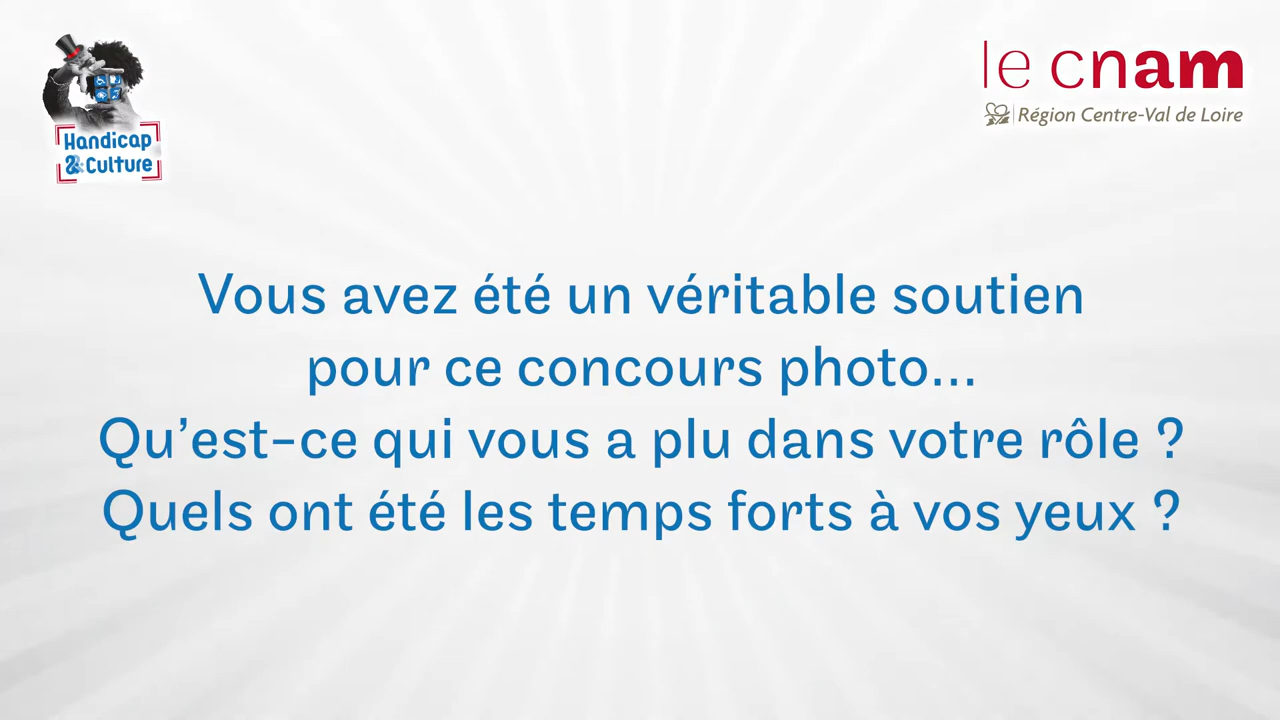 Handicap
&Culture
le cnam
Région Centre-Val de Loire
Vous avez été un véritable soutien
pour ce concours photo...
Qu’est-ce qui vous a plu dans votre rôle ?
Quels ont été les temps forts à vos yeux ?